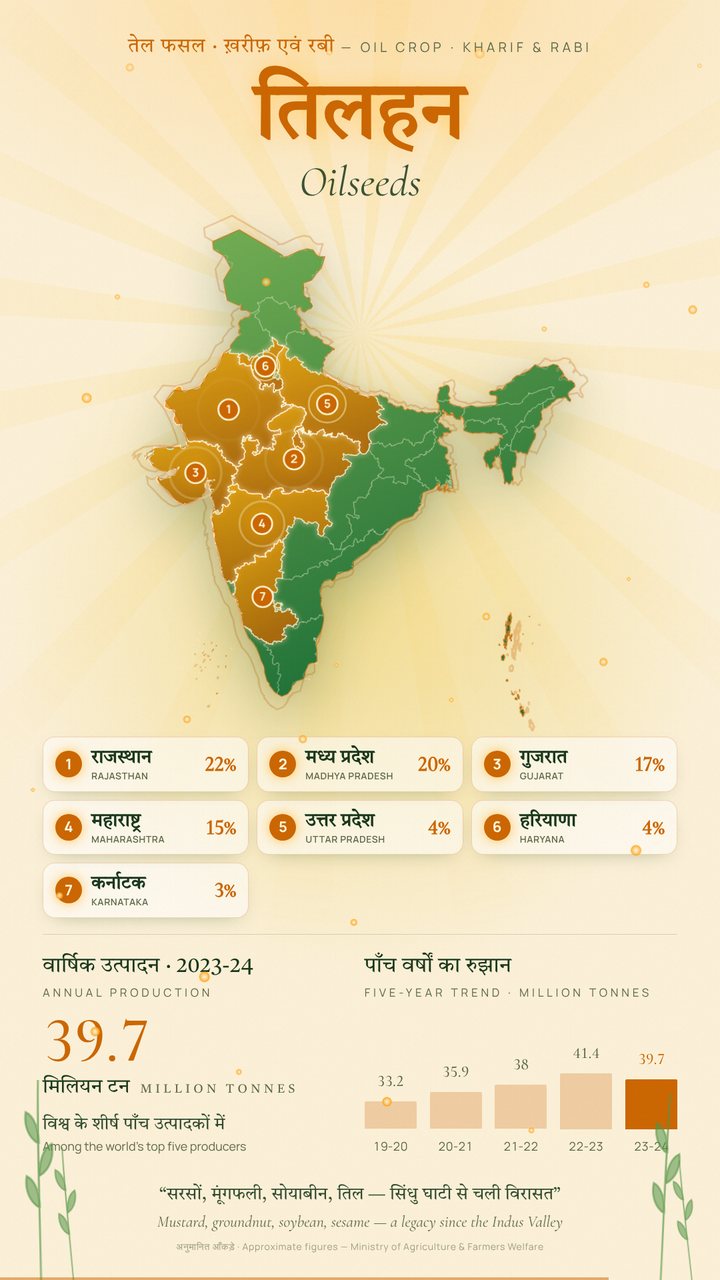 तेल फसल · ख़रीफ़ एवं रबी — OIL CROP · KHARIF & RABI
तिलहन
Oilseeds
6
1
5
2
3
4
7
1 राजस्थान RAJASTHAN 22%
2 मध्य प्रदेश MADHYA PRADESH 20%
3 गुजरात GUJARAT 17%
4 महाराष्ट्र MAHARASHTRA 15%
5 उत्तर प्रदेश UTTAR PRADESH 4%
6 हरियाणा HARYANA 4%
7 कर्नाटक KARNATAKA 3%
वार्षिक उत्पादन · 2023-24
ANNUAL PRODUCTION
39.7
मिलियन टन MILLION TONNES
विश्व के शीर्ष पाँच उत्पादकों में
Among the world's top five producers
पाँच वर्षों का रुझान
FIVE-YEAR TREND · MILLION TONNES
33.2 35.9 38 41.4 39.7
19-20 20-21 21-22 22-23 23-24
“सरसों, मूंगफली, सोयाबीन, तिल — सिंधु घाटी से चली विरासत”
Mustard, groundnut, soybean, sesame — a legacy since the Indus Valley
अनुमानित आँकड़े · Approximate figures — Ministry of Agriculture & Farmers Welfare